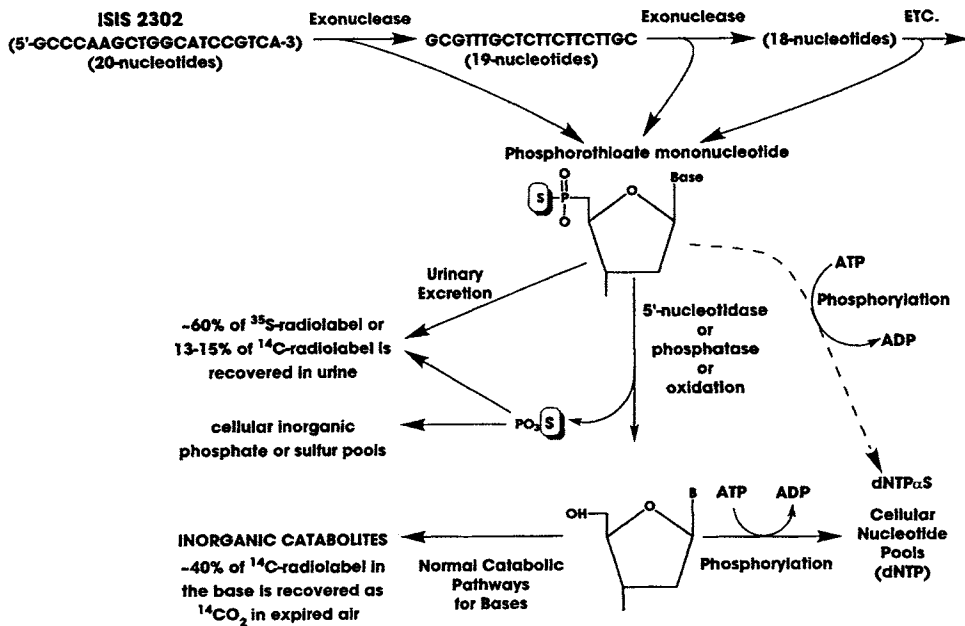 ISIS 2302
(5'-GCCCAAGCTGGCATCCGTCA-3)
(20-nucleotides)
Exonuclease
GCGTTTGCTCTTCTTCTTGC
(19-nucleotides)
Exonuclease
(18-nucleotides)
ETC.
Phosphorothioate mononucleotide
S
O
P
O
O
Base
Urinary
Excretion
~60% of ³⁵S-radiolabel or
13-15% of ¹⁴C-radiolabel is
recovered in urine
5'-nucleotidase
or
phosphatase
or
oxidation
ATP
Phosphorylation
ADP
cellular inorganic
phosphate or sulfur pools
PO₃ S
dNTPαS
Cellular
Nucleotide
Pools
(dNTP)
OH
O
B
ATP
ADP
Phosphorylation
INORGANIC CATABOLITES
~40% of ¹⁴C-radiolabel in
the base is recovered as
¹⁴CO₂ in expired air
Normal Catabolic
Pathways
for Bases